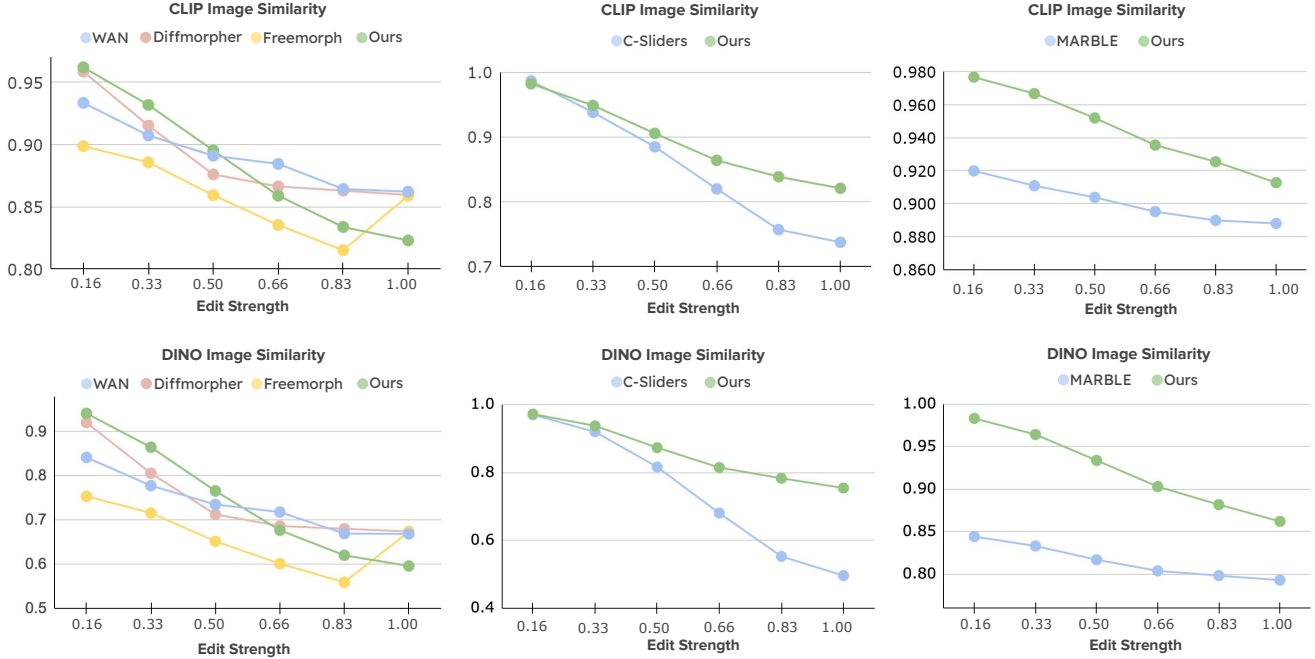 CLIP Image Similarity
WAN Diffmorpher Freemorph Ours
0.95
0.90
0.85
0.80
0.16 0.33 0.50 0.66 0.83 1.00
Edit Strength
CLIP Image Similarity
C-Sliders Ours
1.0
0.9
0.8
0.7
0.16 0.33 0.50 0.66 0.83 1.00
Edit Strength
CLIP Image Similarity
MARBLE Ours
0.980
0.960
0.940
0.920
0.900
0.880
0.860
0.16 0.33 0.50 0.66 0.83 1.00
Edit Strength
DINO Image Similarity
WAN Diffmorpher Freemorph Ours
0.9
0.8
0.7
0.6
0.5
0.16 0.33 0.50 0.66 0.83 1.00
Edit Strength
DINO Image Similarity
C-Sliders Ours
1.0
0.8
0.6
0.4
0.16 0.33 0.50 0.66 0.83 1.00
Edit Strength
DINO Image Similarity
MARBLE Ours
1.00
0.95
0.90
0.85
0.80
0.16 0.33 0.50 0.66 0.83 1.00
Edit Strength